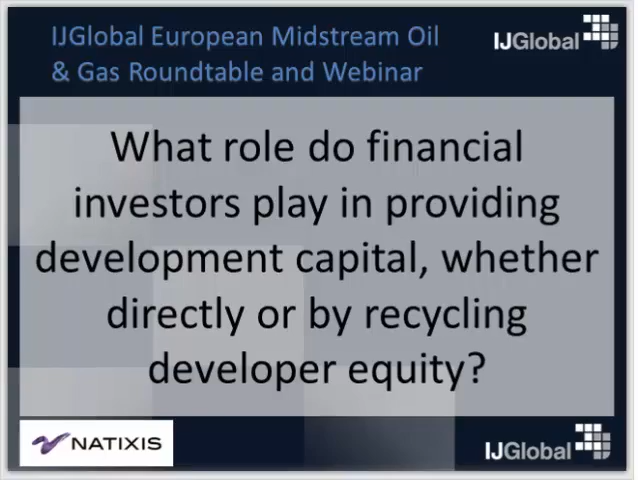 IJGlobal European Midstream Oil
& Gas Roundtable and Webinar
IJGlobal
What role do financial
investors play in providing
development capital, whether
directly or by recycling
developer equity?
NATIXIS
IJGlobal